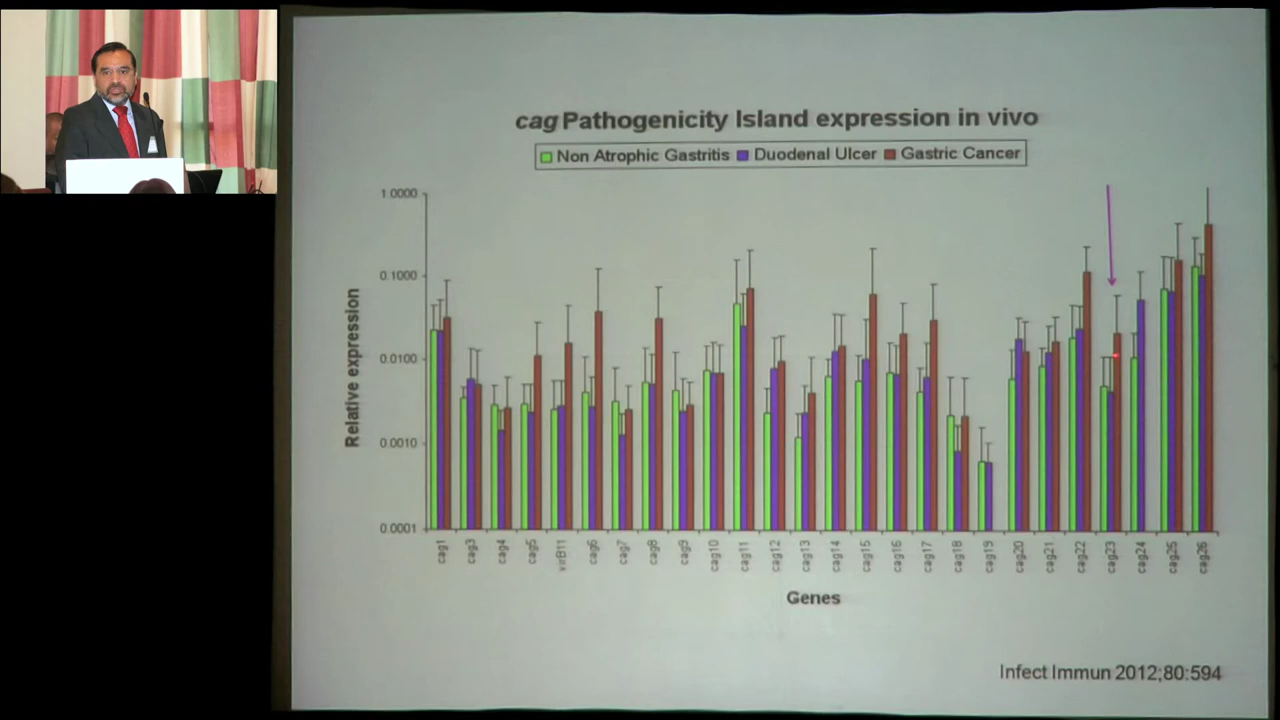 cag Pathogenicity Island expression in vivo
Non Atrophic Gastritis Duodenal Ulcer Gastric Cancer
1.0000
0.1000
0.0100
0.0010
0.0001
Relative expression
cag1 cag3 cag4 cag5 virB11 cag6 cag7 cag8 cag9 cag10 cag11 cag12 cag13 cag14 cag15 cag16 cag17 cag18 cag19 cag20 cag21 cag22 cag23 cag24 cag25 cag26
Genes
Infect Immun 2012;80:594